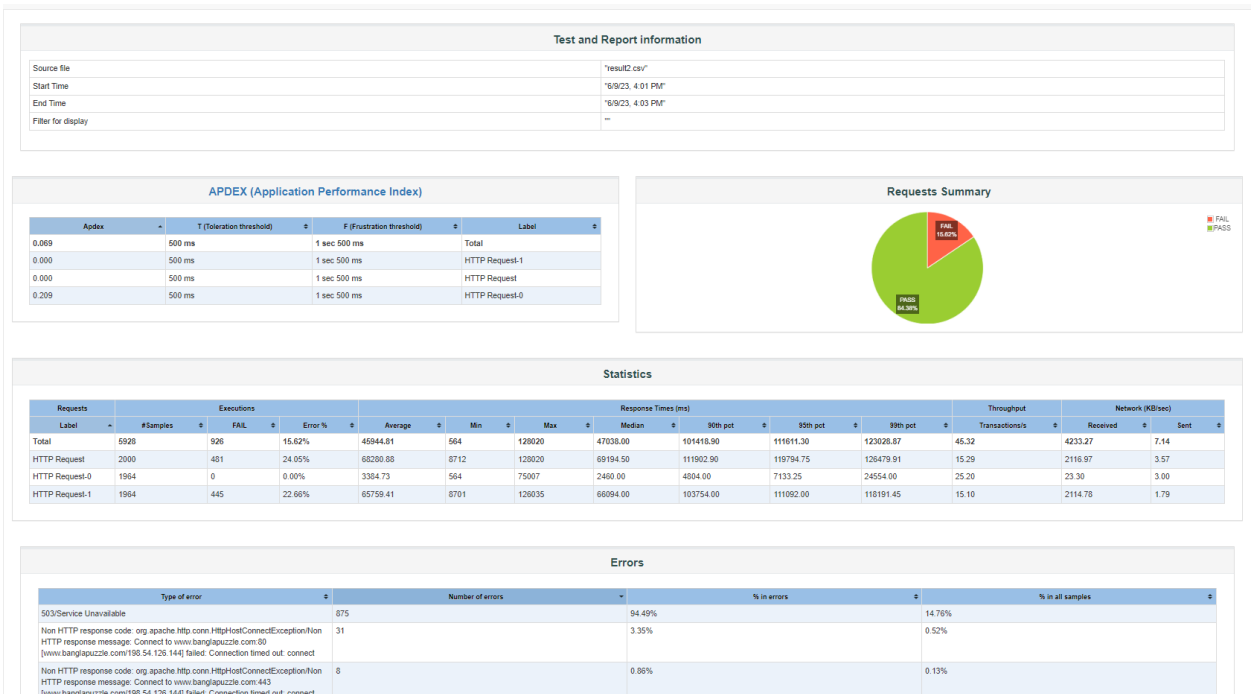 Test and Report information
Source file "result2.csv"
Start Time "6/9/23, 4:01 PM"
End Time "6/9/23, 4:03 PM"
Filter for display ""
APDEX (Application Performance Index)
Apdex T (Toleration threshold) F (Frustration threshold) Label
0.069 500 ms 1 sec 500 ms Total
0.000 500 ms 1 sec 500 ms HTTP Request-1
0.000 500 ms 1 sec 500 ms HTTP Request
0.209 500 ms 1 sec 500 ms HTTP Request-0
Requests Summary
FAIL
PASS
FAIL
15.62%
PASS
84.38%
Statistics
Requests Executions Response Times (ms) Throughput Network (KB/sec)
Label #Samples FAIL Error % Average Min Max Median 90th pct 95th pct 99th pct Transactions/s Received Sent
Total 5928 926 15.62% 45944.81 564 128020 47038.00 101418.90 111611.30 123028.87 45.32 4233.27 7.14
HTTP Request 2000 481 24.05% 68280.88 8712 128020 69194.50 111902.90 119794.75 126479.91 15.29 2116.97 3.57
HTTP Request-0 1964 0 0.00% 3384.73 564 75007 2460.00 4804.00 7133.25 24554.00 25.20 23.30 3.00
HTTP Request-1 1964 445 22.66% 65759.41 8701 126035 66094.00 103754.00 111092.00 118191.45 15.10 2114.78 1.79
Errors
Type of error Number of errors % in errors % in all samples
503/Service Unavailable 875 94.49% 14.76%
Non HTTP response code: org.apache.http.conn.HttpHostConnectException/Non 31 3.35% 0.52%
HTTP response message: Connect to www.banglapuzzle.com:80
[www.banglapuzzle.com/198.54.126.144] failed: Connection timed out: connect
Non HTTP response code: org.apache.http.conn.HttpHostConnectException/Non 8 0.86% 0.13%
HTTP response message: Connect to www.banglapuzzle.com:443
[www.banglapuzzle.com/198.54.126.144] failed: Connection timed out: connect